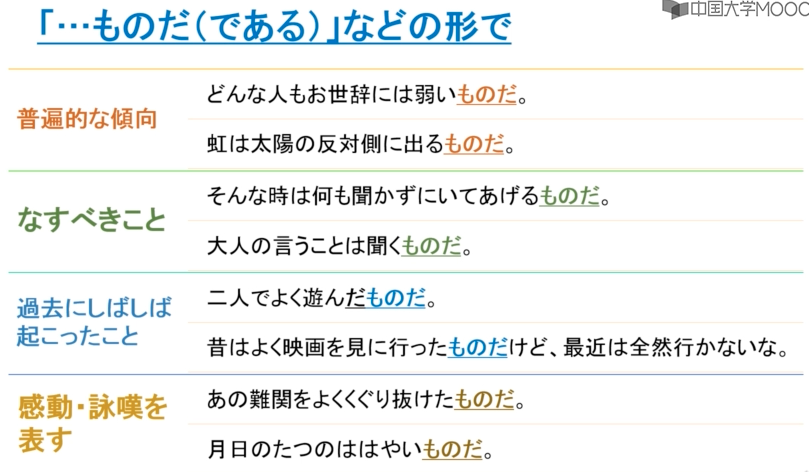 「…ものだ(である)」などの形で
中国大学MOOC
普遍的な傾向
どんな人もお世辞には弱いものだ。
虹は太陽の反対側に出るものだ。
なすべきこと
そんな時は何も聞かずにいてあげるものだ。
大人の言うことは聞くものだ。
過去にしばしば
起こったこと
二人でよく遊んだものだ。
昔はよく映画を見に行ったものだけど、最近は全然行かないな。
感動・詠嘆を
表す
あの難関をよくくぐり抜けたものだ。
月日のたつのははやいものだ。